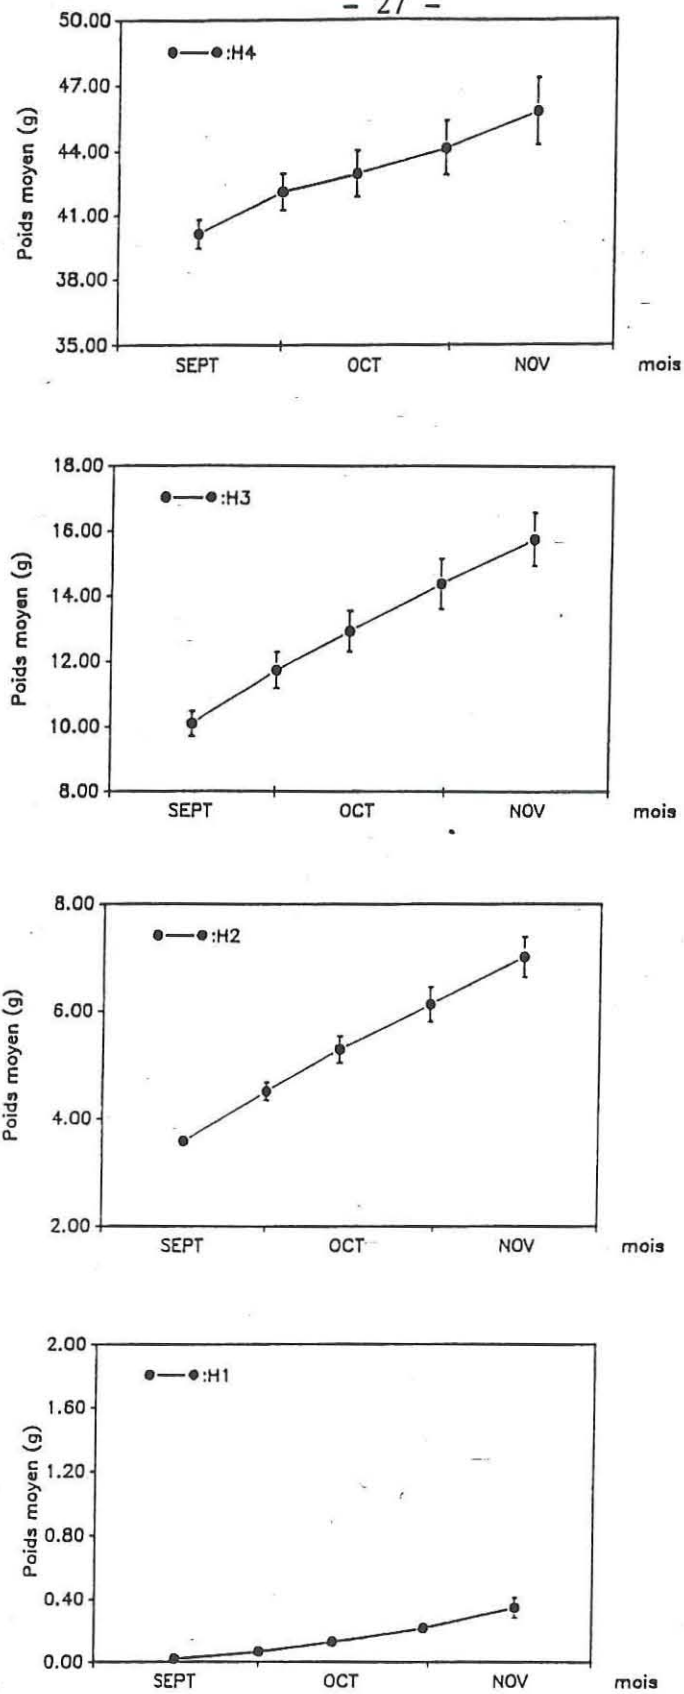 – 27 –
50.00
:H4
47.00
44.00
41.00
38.00
35.00
Poids moyen (g)
SEPT OCT NOV mois
18.00
:H3
16.00
14.00
12.00
10.00
8.00
Poids moyen (g)
SEPT OCT NOV mois
8.00
:H2
6.00
4.00
2.00
Poids moyen (g)
SEPT OCT NOV mois
2.00
:H1
1.60
1.20
0.80
0.40
0.00
Poids moyen (g)
SEPT OCT NOV mois